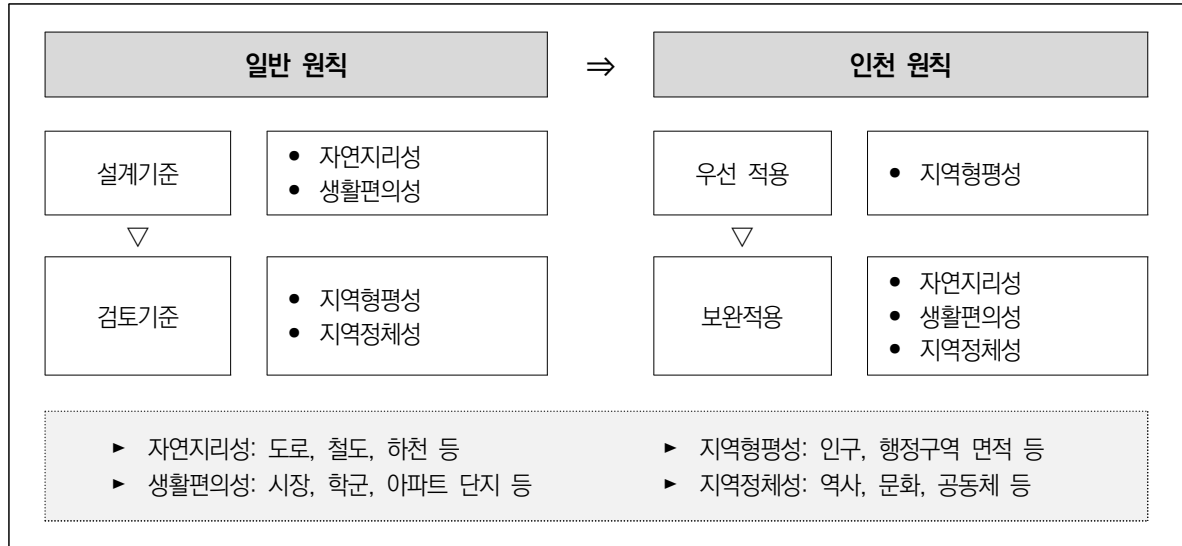 일반 원칙
⇒
인천 원칙
설계기준
● 자연지리성
● 생활편의성
▽
검토기준
● 지역형평성
● 지역정체성
우선 적용
● 지역형평성
▽
보완적용
● 자연지리성
● 생활편의성
● 지역정체성
► 자연지리성: 도로, 철도, 하천 등
► 생활편의성: 시장, 학군, 아파트 단지 등
► 지역형평성: 인구, 행정구역 면적 등
► 지역정체성: 역사, 문화, 공동체 등